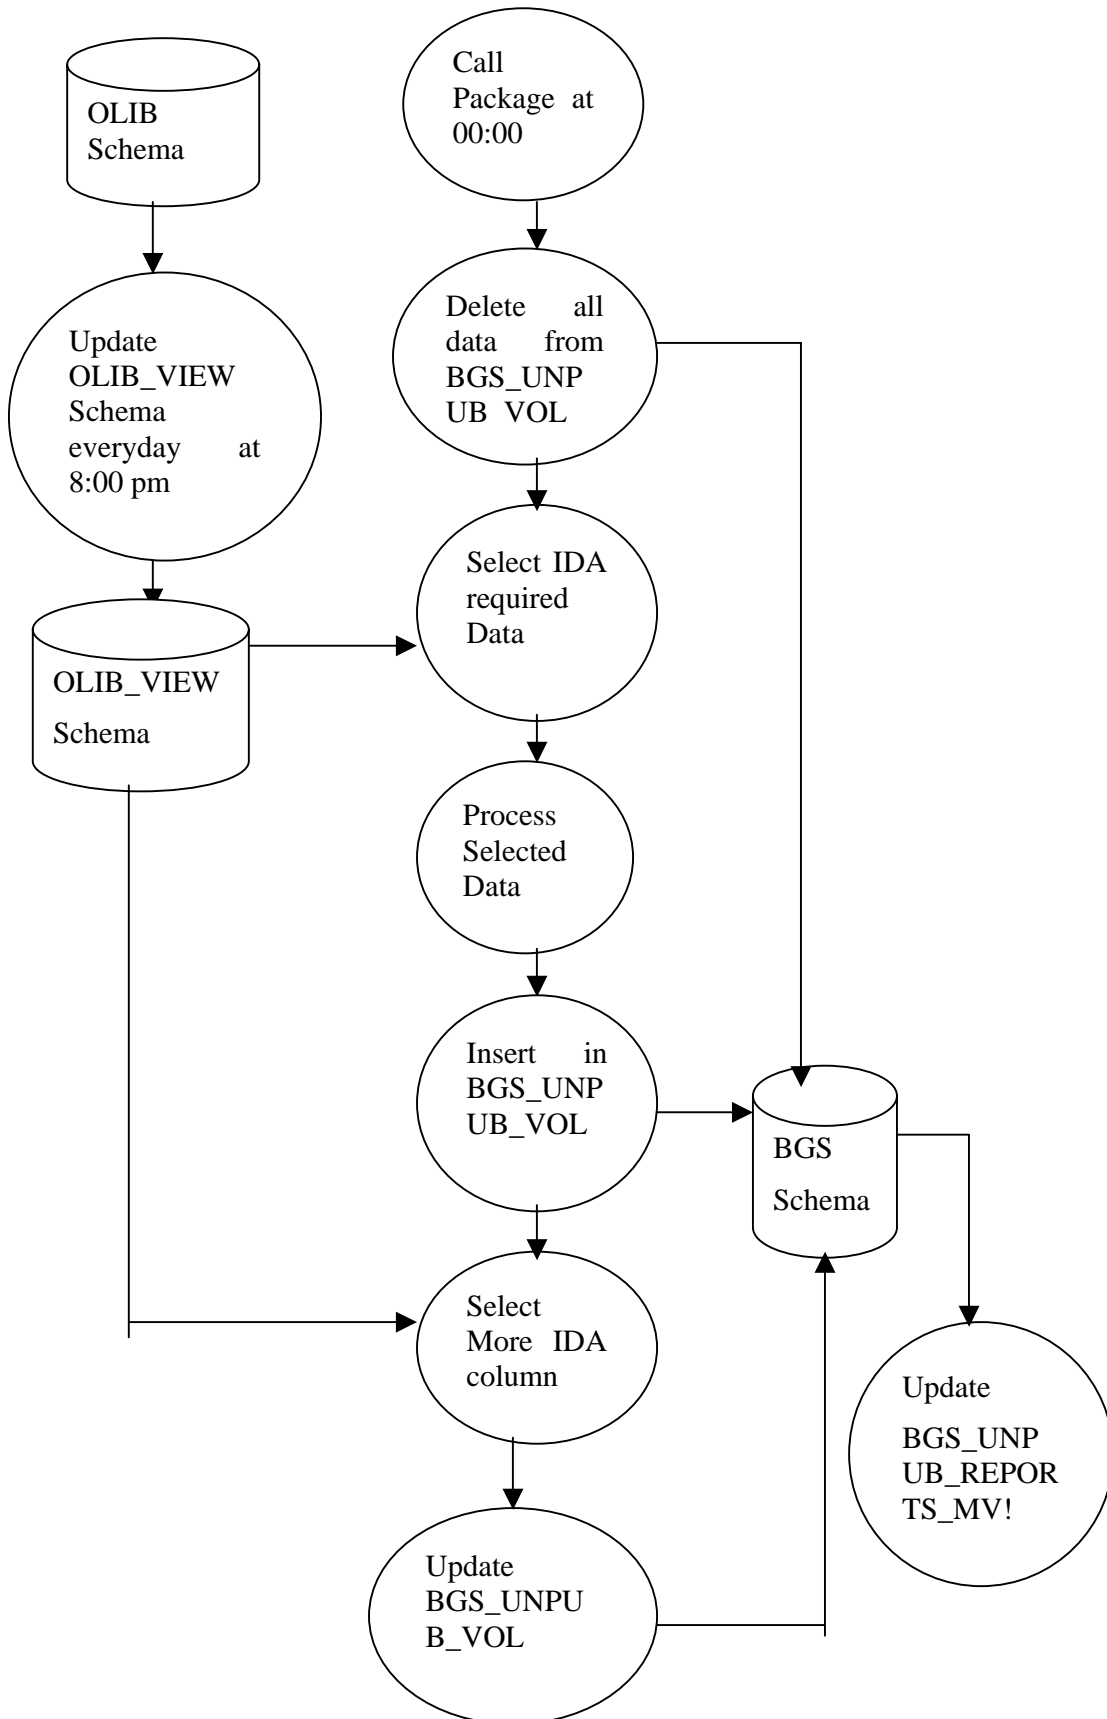 OLIB
Schema
Call
Package at
00:00
Update
OLIB_VIEW
Schema
everyday at
8:00 pm
Delete all
data from
BGS_UNP
UB VOL
Select IDA
required
Data
OLIB_VIEW
Schema
Process
Selected
Data
Insert in
BGS_UNP
UB_VOL
BGS
Schema
Select
More IDA
column
Update
BGS_UNP
UB_REPOR
TS_MV!
Update
BGS_UNPU
B_VOL